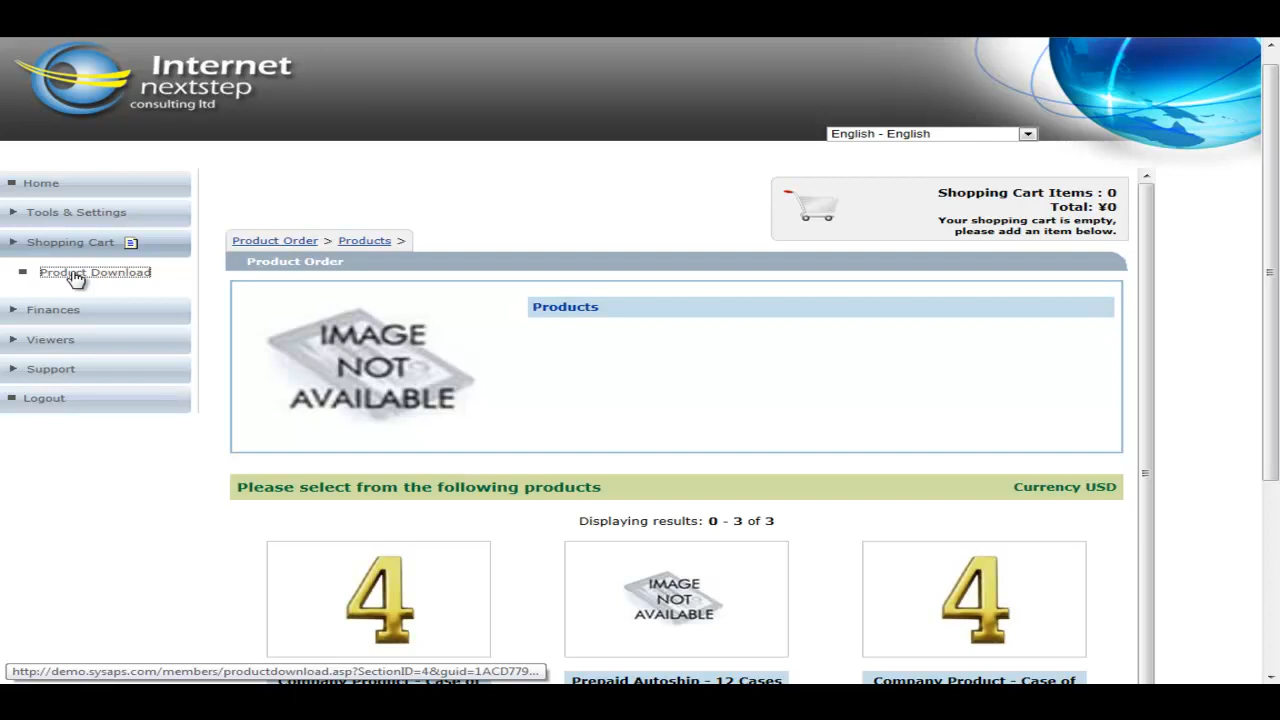 Internet
nextstep
consulting ltd
English - English
Home
Tools & Settings
Shopping Cart
Product Download
Finances
Viewers
Support
Logout
Shopping Cart Items : 0
Total: ¥0
Your shopping cart is empty,
please add an item below.
Product Order > Products >
Product Order
IMAGE
NOT
AVAILABLE
Products
Please select from the following products
Currency USD
Displaying results: 0 - 3 of 3
4
IMAGE
NOT
AVAILABLE
4
http://demo.sysaps.com/members/productdownload.asp?SectionID=4&guid=1ACD779...
Company Product - Case of
Prepaid Autoship - 12 Cases
Company Product - Case of